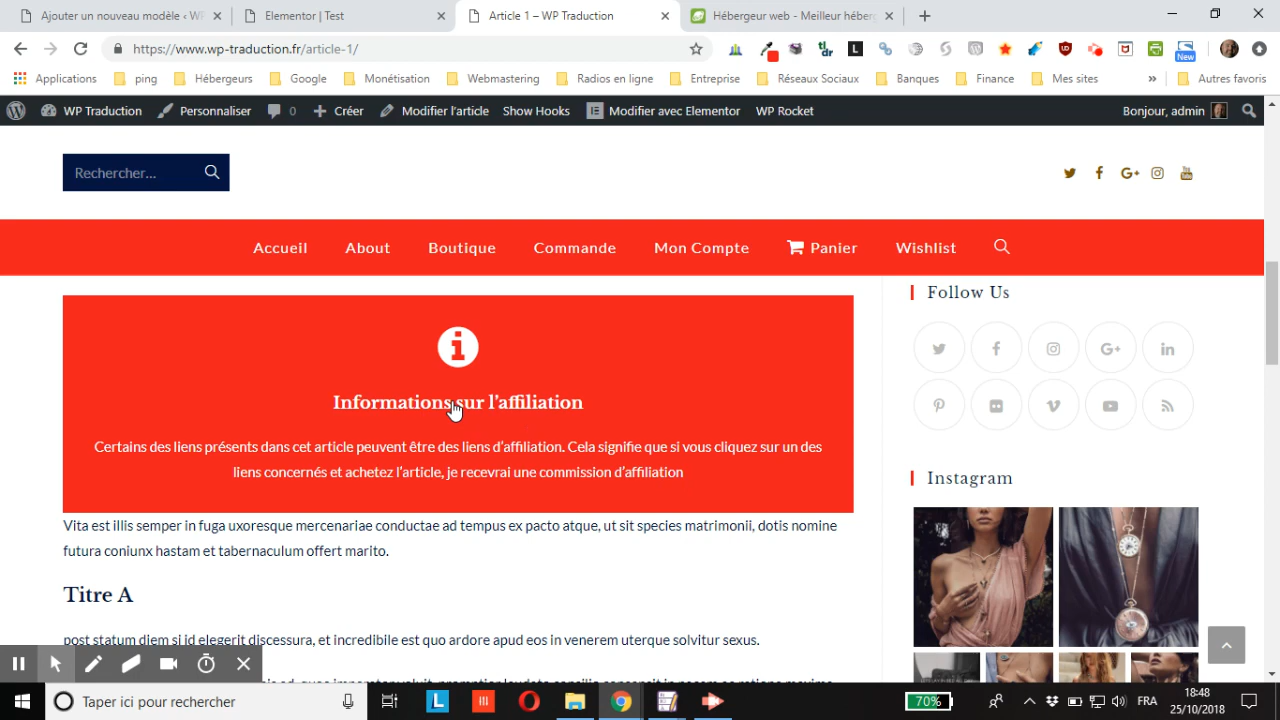 Ajouter un nouveau modèle ‹ WP
Elementor | Test
Article 1 – WP Traduction
Hébergeur web - Meilleur héberg
https://www.wp-traduction.fr/article-1/
Applications
ping
Hébergeurs
Google
Monétisation
Webmastering
Radios en ligne
Entreprise
Réseaux Sociaux
Banques
Finance
Mes sites
»
Autres favoris
New
WP Traduction
Personnaliser
0
Créer
Modifier l'article
Show Hooks
Modifier avec Elementor
WP Rocket
Bonjour, admin
Rechercher...
Accueil
About
Boutique
Commande
Mon Compte
Panier
Wishlist
Informations sur l'affiliation
Certains des liens présents dans cet article peuvent être des liens d'affiliation. Cela signifie que si vous cliquez sur un des
liens concernés et achetez l'article, je recevrai une commission d'affiliation
Vita est illis semper in fuga uxoresque mercenariae conductae ad tempus ex pacto atque, ut sit species matrimonii, dotis nomine
futura coniunx hastam et tabernaculum offert marito.
Titre A
post statum diem si id elegerit discessura, et incredibile est quo ardore apud eos in venerem uterque solvitur sexus.
Follow Us
Instagram
Taper ici pour rechercher
70%
FRA
18:48
25/10/2018